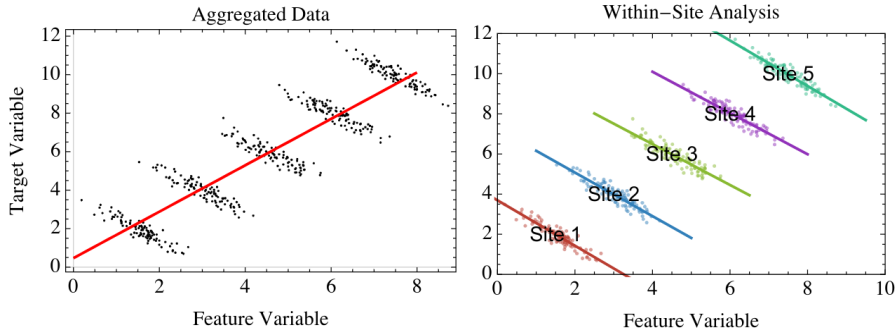 Aggregated Data
12
10
8
6
4
2
0
0 2 4 6 8
Target Variable
Feature Variable
Within-Site Analysis
12
10
8
6
4
2
0
0 2 4 6 8 10
Site 1
Site 2
Site 3
Site 4
Site 5
Feature Variable